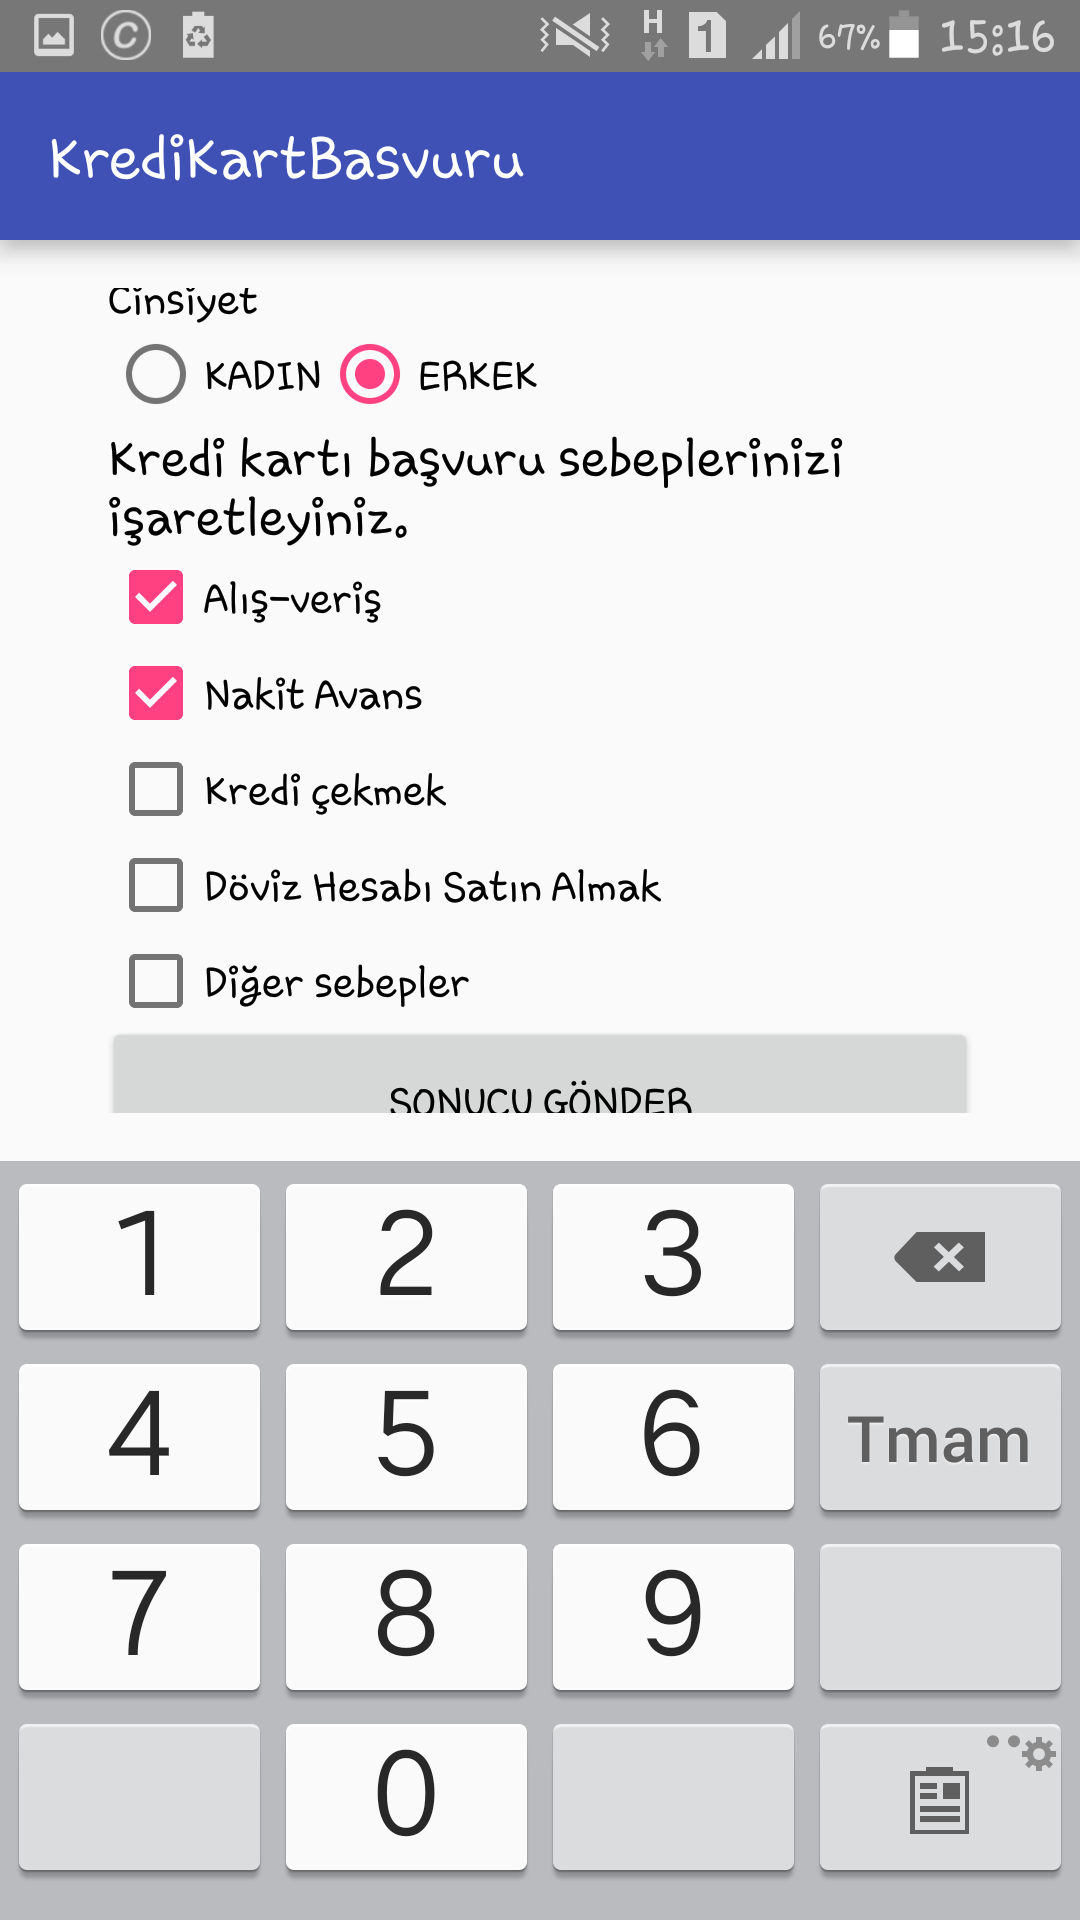 H 1 67% 15:16
KrediKartBasvuru
Cinsiyet
KADIN ERKEK
Kredi kartı başvuru sebeplerinizi
işaretleyiniz.
Alış-veriş
Nakit Avans
Kredi çekmek
Döviz Hesabı Satın Almak
Diğer sebepler
SONUCU GÖNDER
1 2 3
4 5 6 Tmam
7 8 9
0